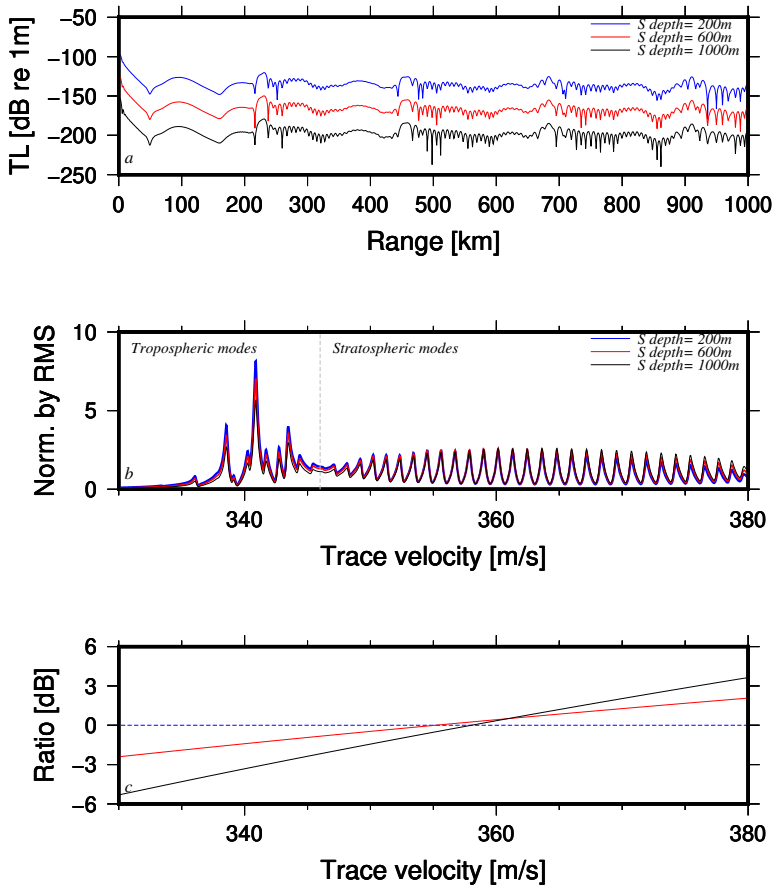 −50
−100
−150
−200
−250
TL [dB re 1m]
S depth= 200m
S depth= 600m
S depth= 1000m
a
0 100 200 300 400 500 600 700 800 900 1000
Range [km]
10
5
0
Norm. by RMS
Tropospheric modes
Stratospheric modes
S depth= 200m
S depth= 600m
S depth= 1000m
b
340 360 380
Trace velocity [m/s]
6
3
0
−3
−6
Ratio [dB]
c
340 360 380
Trace velocity [m/s]